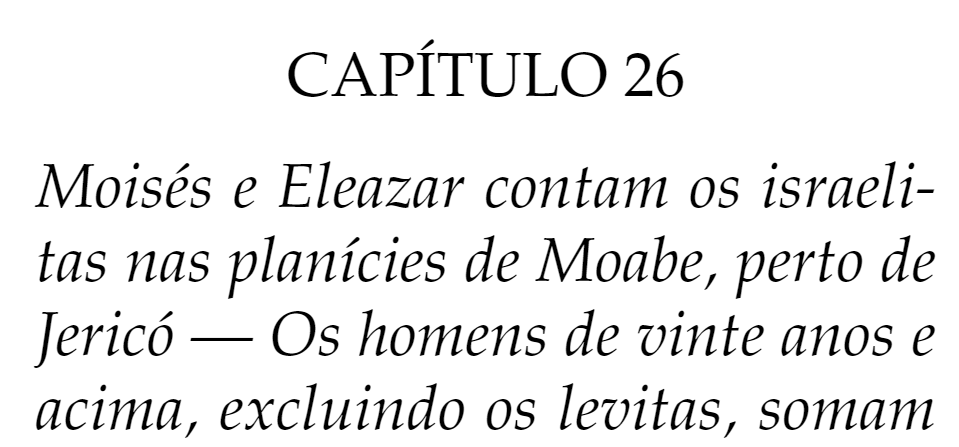 CAPÍTULO 26
Moisés e Eleazar contam os israeli-
tas nas planícies de Moabe, perto de
Jericó — Os homens de vinte anos e
acima, excluindo os levitas, somam